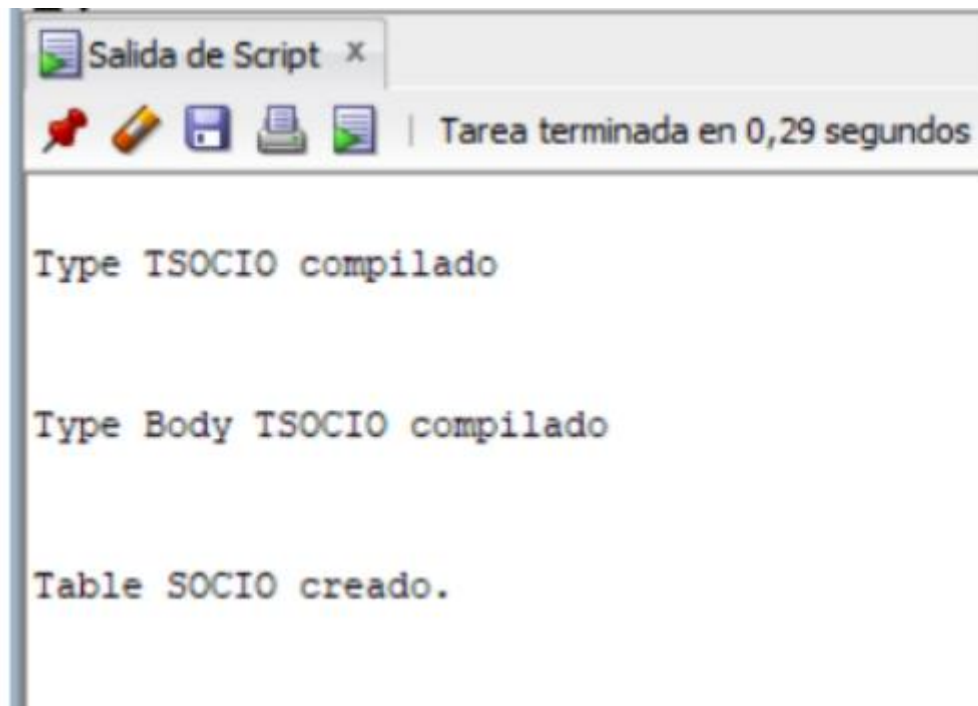 Salida de Script x
Tarea terminada en 0,29 segundos
Type TSOCIO compilado
Type Body TSOCIO compilado
Table SOCIO creado.